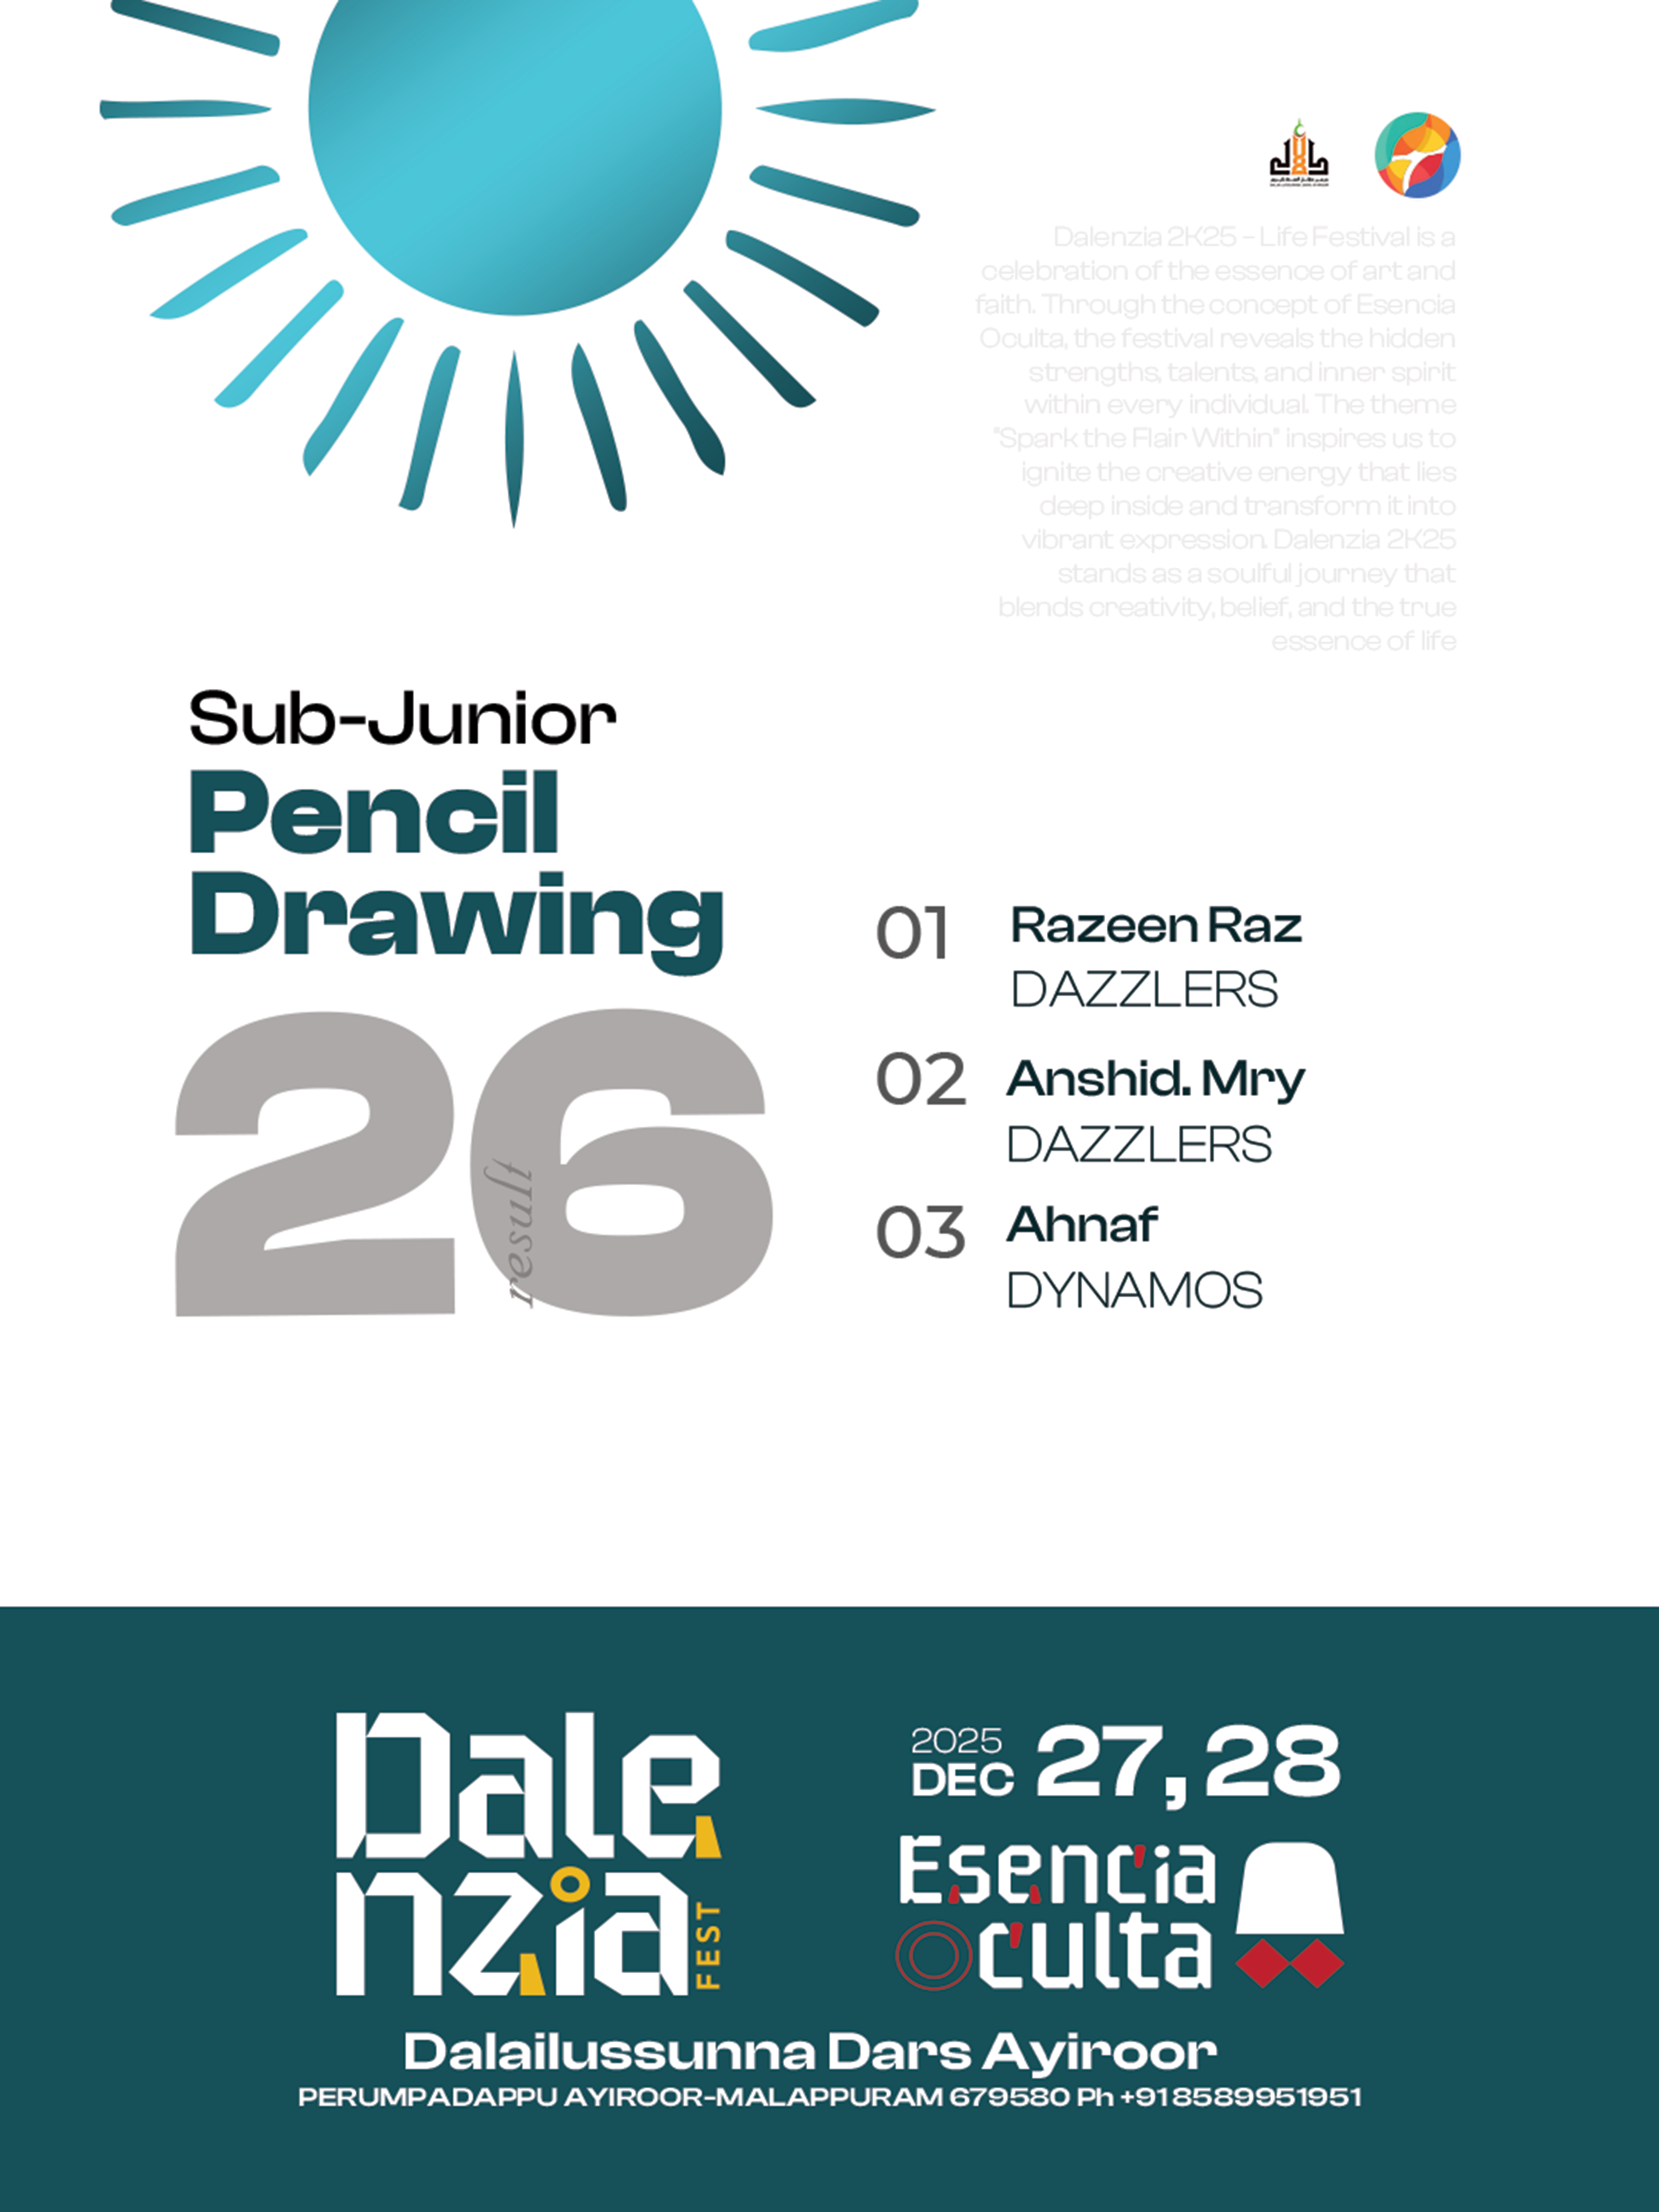 Dalenzia 2K25 – Life Festival is a
celebration of the essence of art and
faith. Through the concept of Esencia
Oculta, the festival reveals the hidden
strengths, talents, and inner spirit
within every individual. The theme
"Spark the Flair Within" inspires us to
ignite the creative energy that lies
deep inside and transform it into
vibrant expression. Dalenzia 2K25
stands as a soulful journey that
blends creativity, belief, and the true
essence of life
Sub-Junior
Pencil
Drawing
26
result
01 Razeen Raz
DAZZLERS
02 Anshid. Mry
DAZZLERS
03 Ahnaf
DYNAMOS
Dale
nzia
FEST
2025
DEC 27,28
Esencia
Oculta
Dalailussunna Dars Ayiroor
PERUMPADAPPU AYIROOR-MALAPPURAM 679580 Ph +918589951951